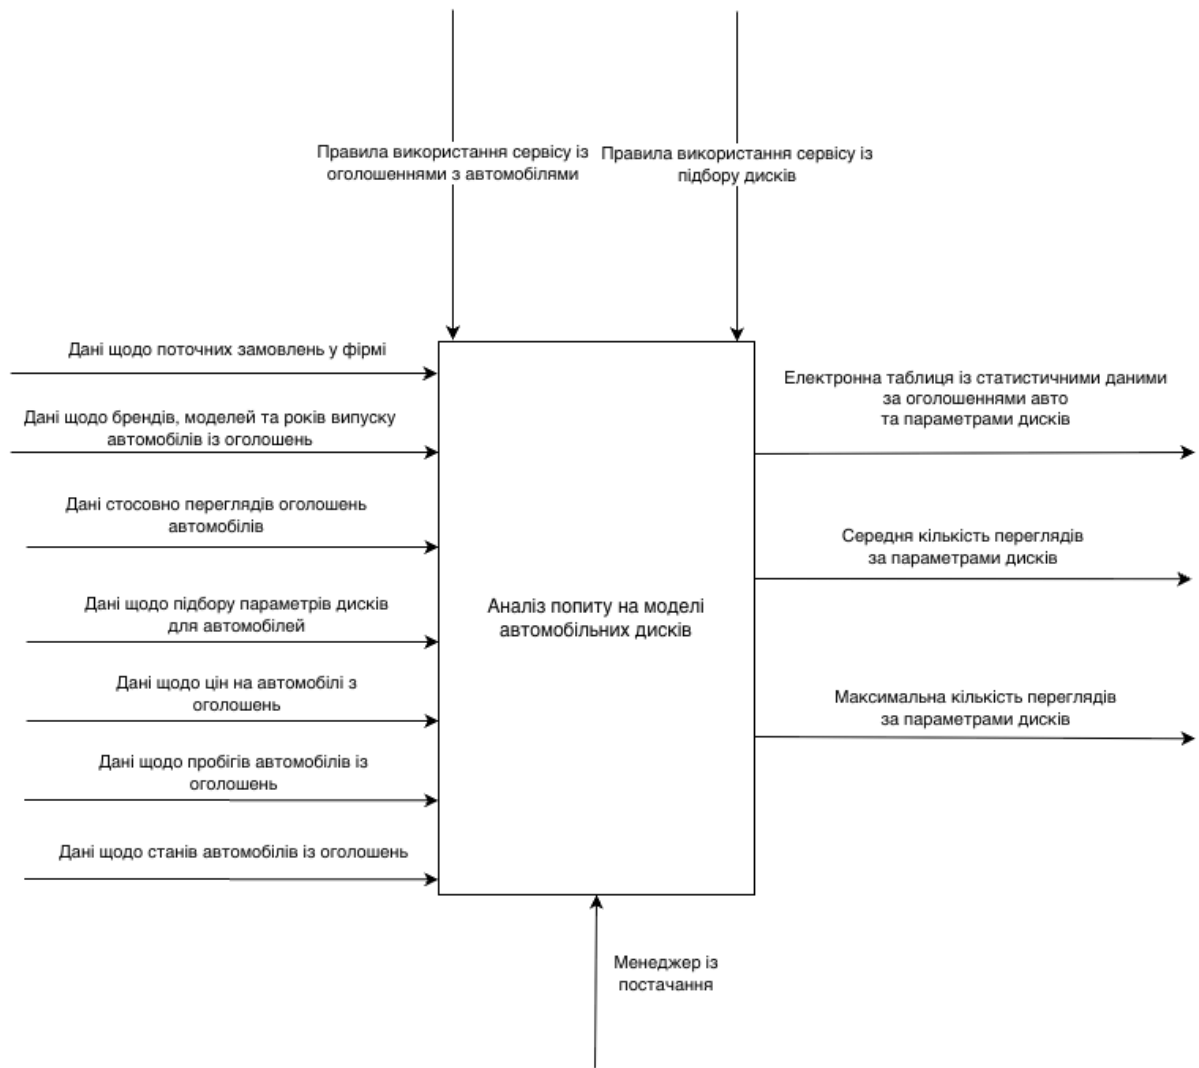 Правила використання сервісу із
оголошеннями з автомобілями
Правила використання сервісу із
підбору дисків
Дані щодо поточних замовлень у фірмі
Дані щодо брендів, моделей та років випуску
автомобілів із оголошень
Дані стосовно переглядів оголошень
автомобілів
Дані щодо підбору параметрів дисків
для автомобілей
Дані щодо цін на автомобілі з
оголошень
Дані щодо пробігів автомобілів із
оголошень
Дані щодо станів автомобілів із оголошень
Аналіз попиту на моделі
автомобільних дисків
Електронна таблиця із статистичними даними
за оголошеннями авто
та параметрами дисків
Середня кількість переглядів
за параметрами дисків
Максимальна кількість переглядів
за параметрами дисків
Менеджер із
постачання